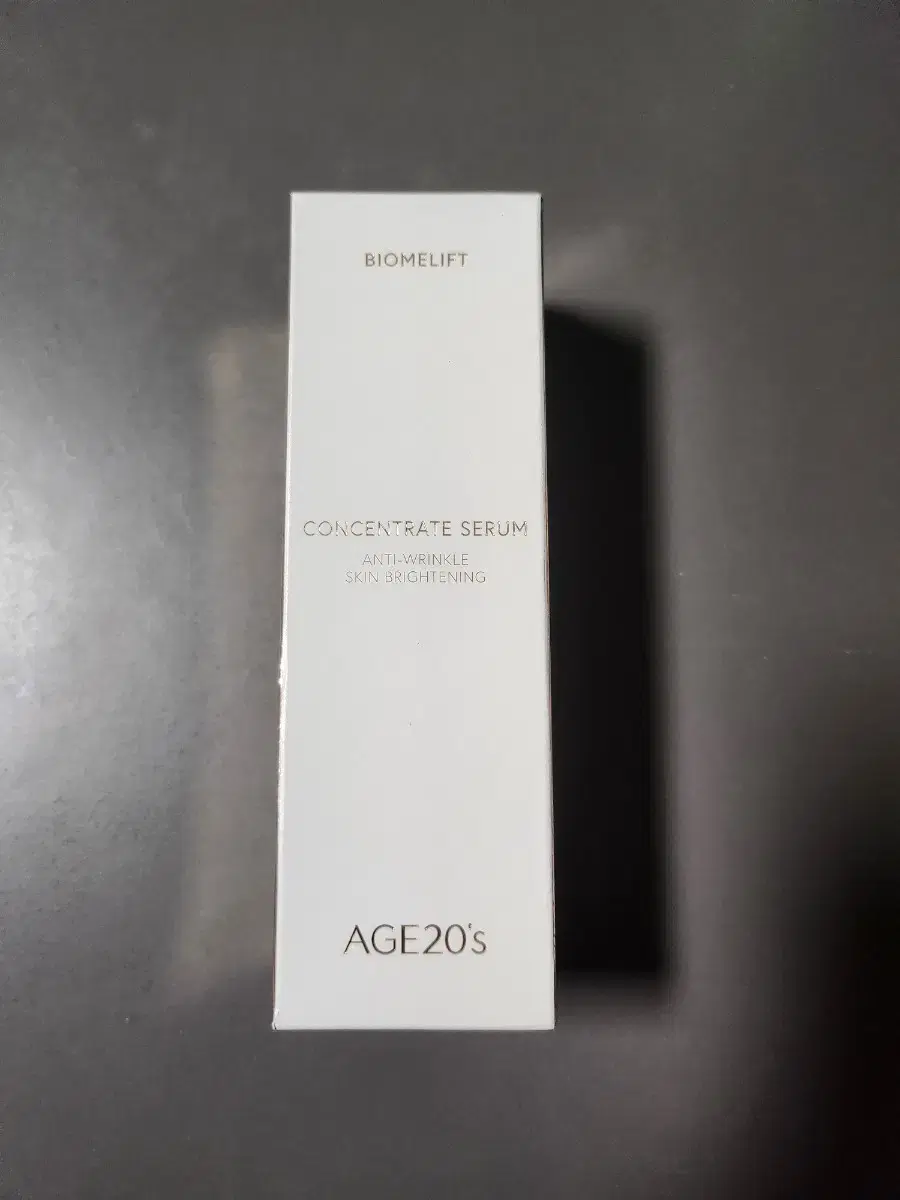 BIOMELIFT
CONCENTRATE SERUM
ANTI-WRINKLE
SKIN BRIGHTENING
AGE20's